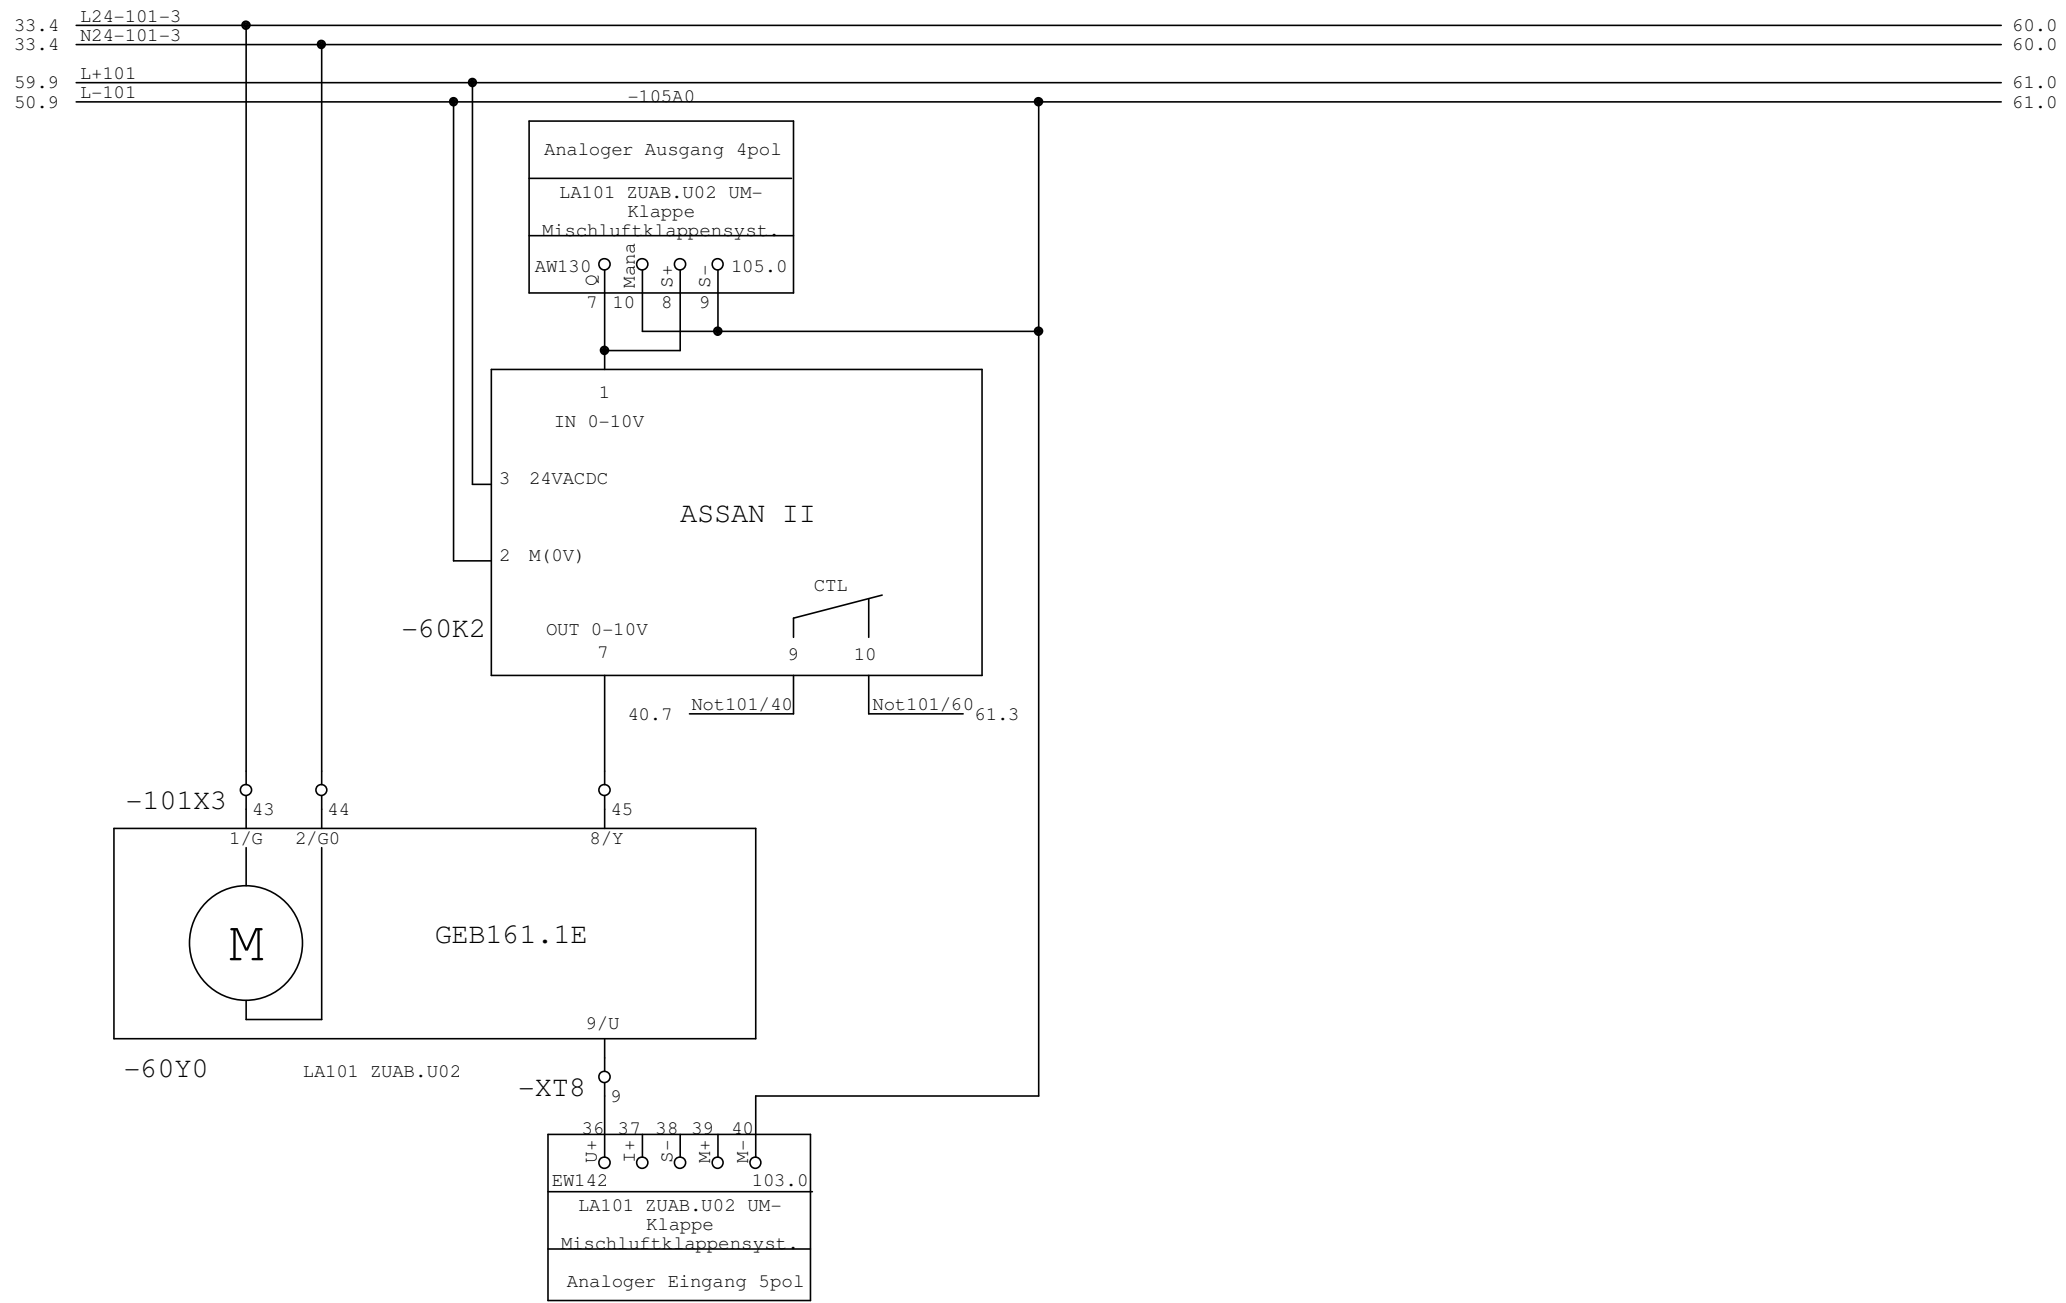 33.4 L24-101-3 60.0
33.4 N24-101-3 60.0
59.9 L+101 61.0
50.9 L-101 61.0
-105A0
Analoger Ausgang 4pol
LA101 ZUAB.U02 UM-
Klappe
Mischluftklappensyst.
AW130 Q Mana S+ S- 105.0
7 10 8 9
1
IN 0-10V
3 24VACDC
ASSAN II
2 M(0V)
CTL
-60K2 OUT 0-10V
7 9 10
40.7 Not101/40 Not101/60 61.3
-101X3 43 44 45
1/G 2/G0 8/Y
M
GEB161.1E
9/U
-60Y0 LA101 ZUAB.U02
-XT8 9
36 37 38 39 40
U+ I+ S- M+ M-
EW142 103.0
LA101 ZUAB.U02 UM-
Klappe
Mischluftklappensyst.
Analoger Eingang 5pol